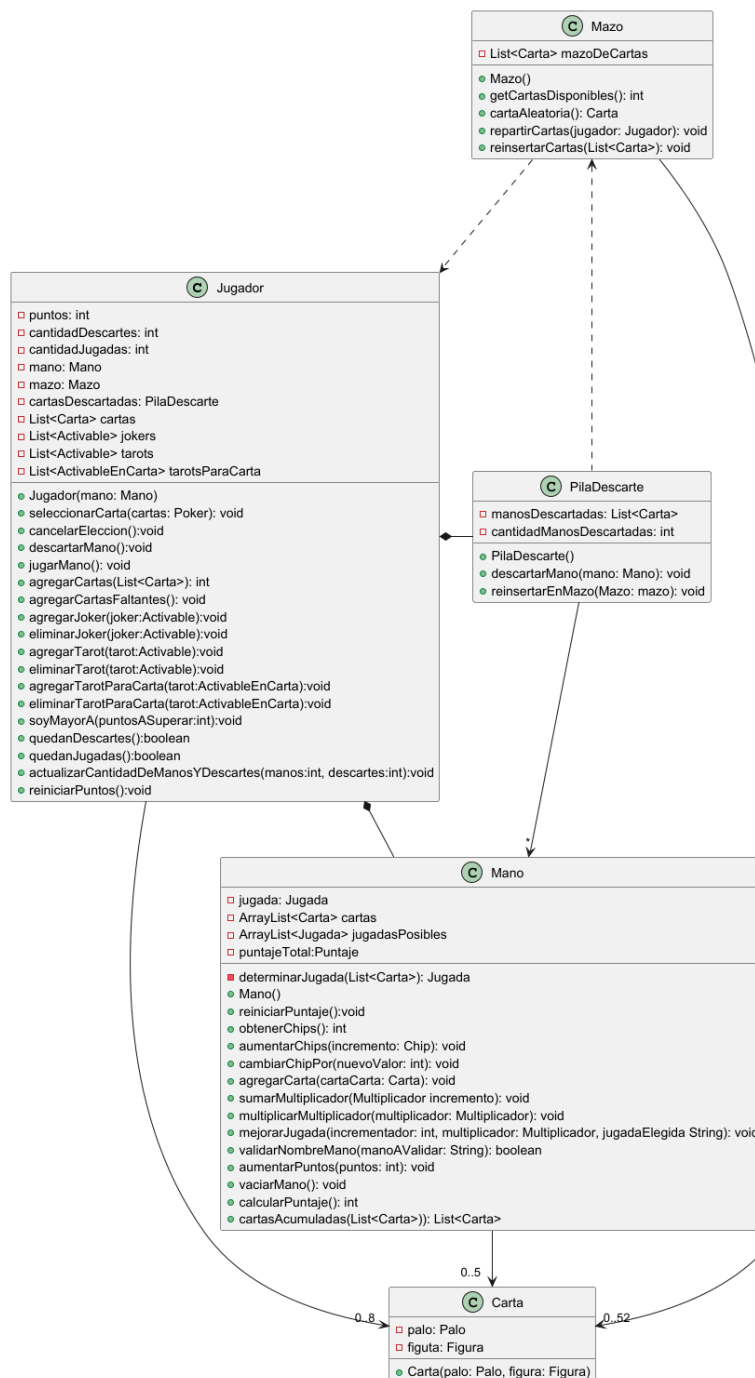 C Mazo
List<Carta> mazoDeCartas
Mazo()
getCartasDisponibles(): int
cartaAleatoria(): Carta
repartirCartas(jugador: Jugador): void
reinsertarCartas(List<Carta>): void
C Jugador
puntos: int
cantidadDescartes: int
cantidadJugadas: int
mano: Mano
mazo: Mazo
cartasDescartadas: PilaDescarte
List<Carta> cartas
List<Activable> jokers
List<Activable> tarots
List<ActivableEnCarta> tarotsParaCarta
Jugador(mano: Mano)
seleccionarCarta(cartas: Poker): void
cancelarEleccion():void
descartarMano():void
jugarMano(): void
agregarCartas(List<Carta>): int
agregarCartasFaltantes(): void
agregarJoker(joker:Activable):void
eliminarJoker(joker:Activable):void
agregarTarot(tarot:Activable):void
eliminarTarot(tarot:Activable):void
agregarTarotParaCarta(tarot:ActivableEnCarta):void
eliminarTarotParaCarta(tarot:ActivableEnCarta):void
soyMayorA(puntosASuperar:int):void
quedanDescartes():boolean
quedanJugadas():boolean
actualizarCantidadDeManosYDescartes(manos:int, descartes:int):void
reiniciarPuntos():void
C PilaDescarte
manosDescartadas: List<Carta>
cantidadManosDescartadas: int
PilaDescarte()
descartarMano(mano: Mano): void
reinsertarEnMazo(Mazo: mazo): void
*
C Mano
jugada: Jugada
ArrayList<Carta> cartas
ArrayList<Jugada> jugadasPosibles
puntajeTotal:Puntaje
determinarJugada(List<Carta>): Jugada
Mano()
reiniciarPuntaje():void
obtenerChips(): int
aumentarChips(incremento: Chip): void
cambiarChipPor(nuevoValor: int): void
agregarCarta(cartaCarta: Carta): void
sumarMultiplicador(Multiplicador incremento): void
multiplicarMultiplicador(multiplicador: Multiplicador): void
mejorarJugada(incrementador: int, multiplicador: Multiplicador, jugadaElegida String): void
validarNombreMano(manoAValidar: String): boolean
aumentarPuntos(puntos: int): void
vaciarMano(): void
calcularPuntaje(): int
cartasAcumuladas(List<Carta>)): List<Carta>
0..5
0..8
0..52
C Carta
palo: Palo
figuta: Figura
Carta(palo: Palo, figura: Figura)